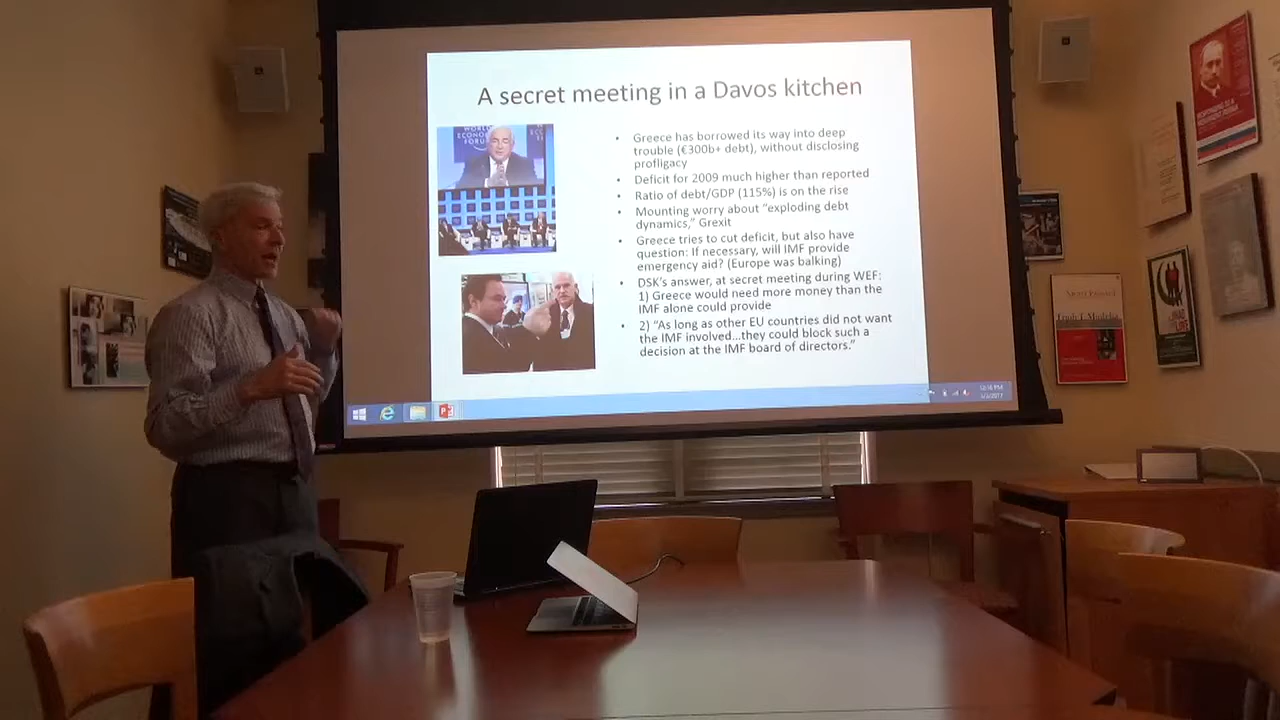 A secret meeting in a Davos kitchen
WORLD
ECONOMIC
FORUM
• Greece has borrowed its way into deep
trouble (€300b+ debt), without disclosing
profligacy
• Deficit for 2009 much higher than reported
• Ratio of debt/GDP (115%) is on the rise
• Mounting worry about “exploding debt
dynamics,” Grexit
• Greece tries to cut deficit, but also have
question: If necessary, will IMF provide
emergency aid? (Europe was balking)
• DSK’s answer, at secret meeting during WEF:
1) Greece would need more money than the
IMF alone could provide
• 2) “As long as other EU countries did not want
the IMF involved…they could block such a
decision at the IMF board of directors.”